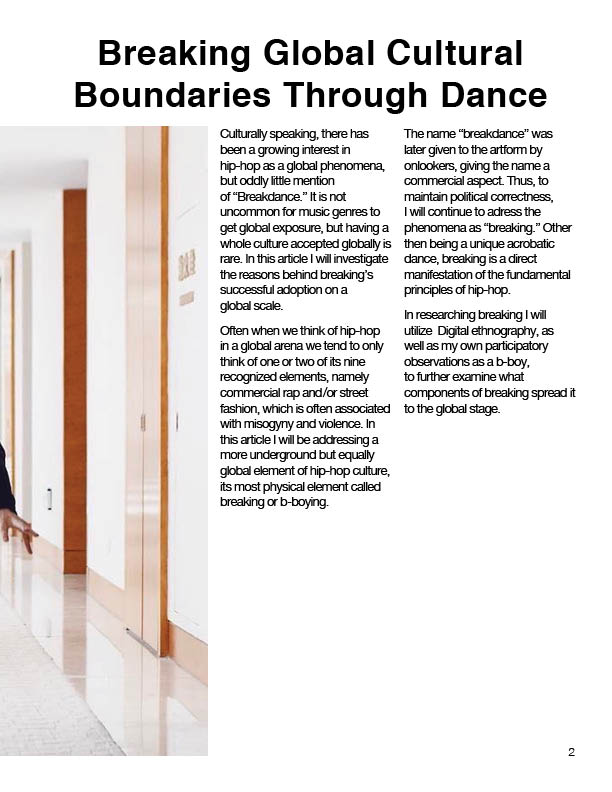 Breaking Global Cultural
Boundaries Through Dance
Culturally speaking, there has
been a growing interest in
hip-hop as a global phenomena,
but oddly little mention
of “Breakdance.” It is not
uncommon for music genres to
get global exposure, but having a
whole culture accepted globally is
rare. In this article I will investigate
the reasons behind breaking’s
successful adoption on a
global scale.
Often when we think of hip-hop
in a global arena we tend to only
think of one or two of its nine
recognized elements, namely
commercial rap and/or street
fashion, which is often associated
with misogyny and violence. In
this article I will be addressing a
more underground but equally
global element of hip-hop culture,
its most physical element called
breaking or b-boying.
The name “breakdance” was
later given to the artform by
onlookers, giving the name a
commercial aspect. Thus, to
maintain political correctness,
I will continue to adress the
phenomena as “breaking.” Other
then being a unique acrobatic
dance, breaking is a direct
manifestation of the fundamental
principles of hip-hop.
In researching breaking I will
utilize  Digital ethnography, as
well as my own participatory
observations as a b-boy,
to further examine what
components of breaking spread it
to the global stage.
2